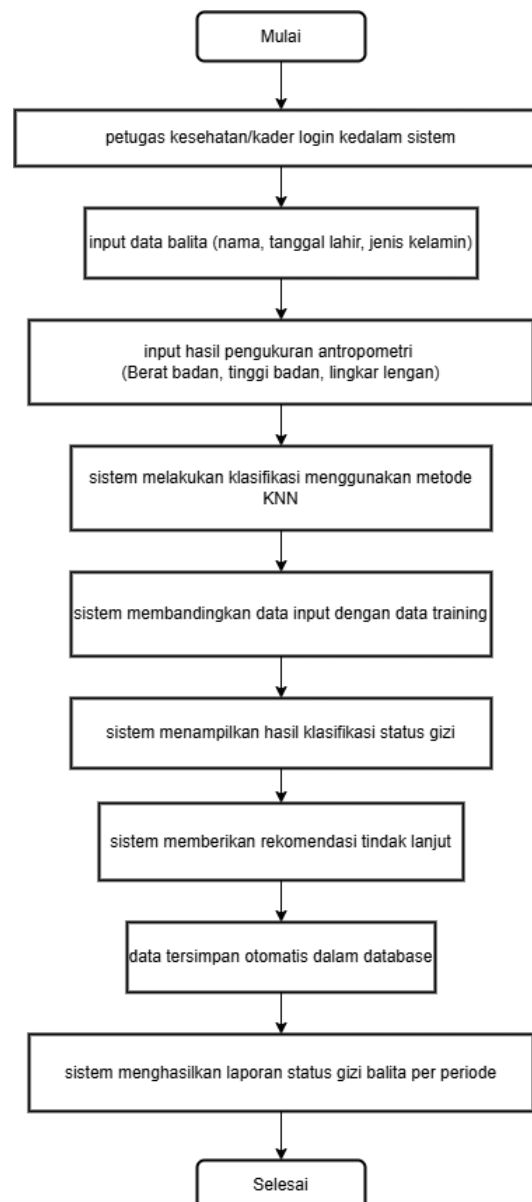 Mulai
petugas kesehatan/kader login kedalam sistem
input data balita (nama, tanggal lahir, jenis kelamin)
input hasil pengukuran antropometri
(Berat badan, tinggi badan, lingkar lengan)
sistem melakukan klasifikasi menggunakan metode
KNN
sistem membandingkan data input dengan data training
sistem menampilkan hasil klasifikasi status gizi
sistem memberikan rekomendasi tindak lanjut
data tersimpan otomatis dalam database
sistem menghasilkan laporan status gizi balita per periode
Selesai